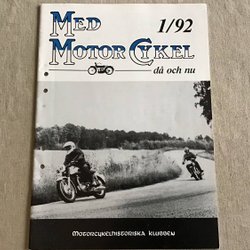 MED
1/92
MOTOR CYKEL
då och nu
MOTORCYKELHISTORISKA KLUBBEN